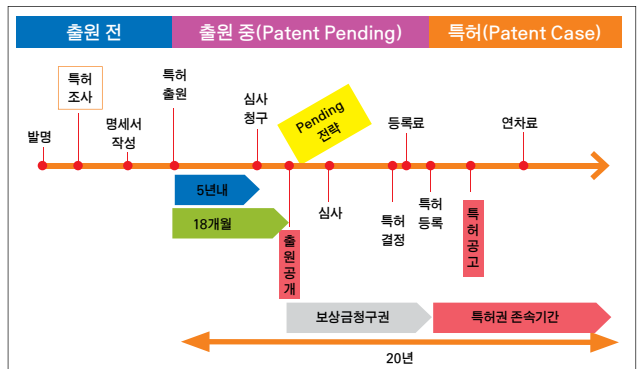 출원 전
출원 중(Patent Pending)
특허(Patent Case)
발명
특허
조사
명세서
작성
특허
출원
심사
청구
Pending
전략
등록료
연차료
5년내
18개월
출원공개
심사
특허
결정
특허
등록
특허공고
보상금청구권
특허권 존속기간
20년